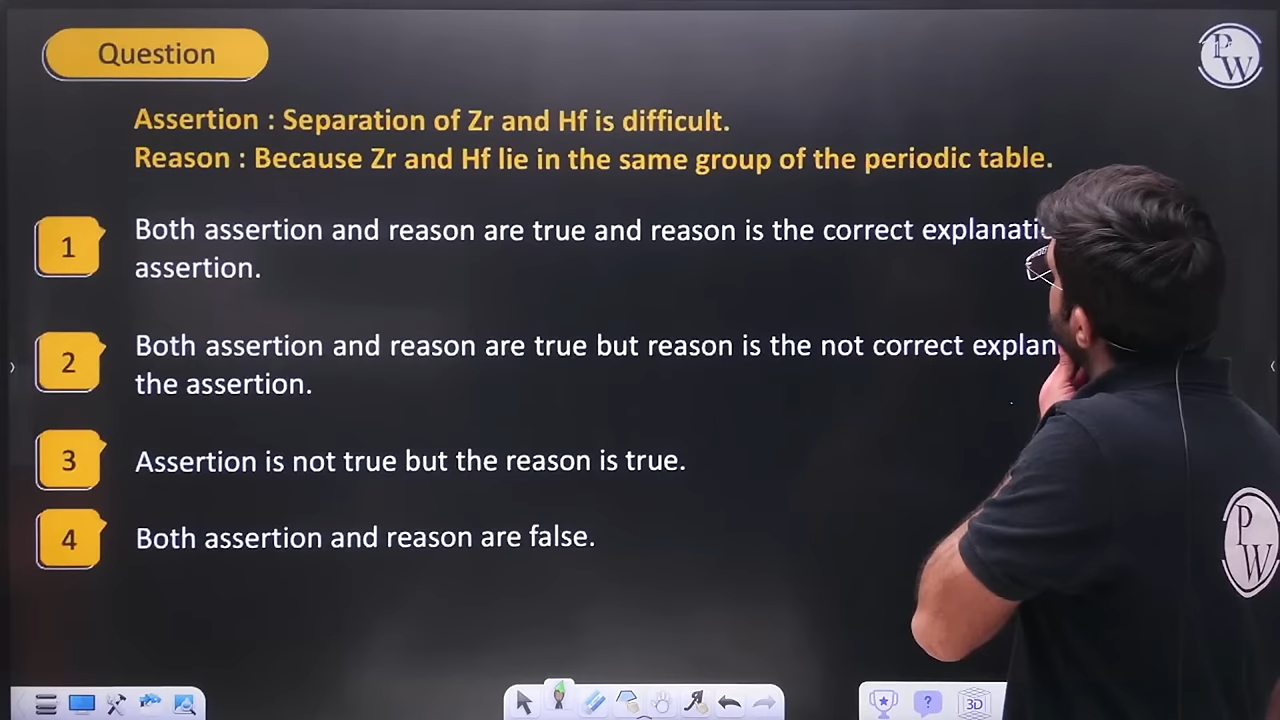 Question
PW
Assertion : Separation of Zr and Hf is difficult.
Reason : Because Zr and Hf lie in the same group of the periodic table.
1
Both assertion and reason are true and reason is the correct
assertion.
2
Both assertion and reason are true but reason is the not correct
the assertion.
3
Assertion is not true but the reason is true.
4
Both assertion and reason are false.
PW
?
3D